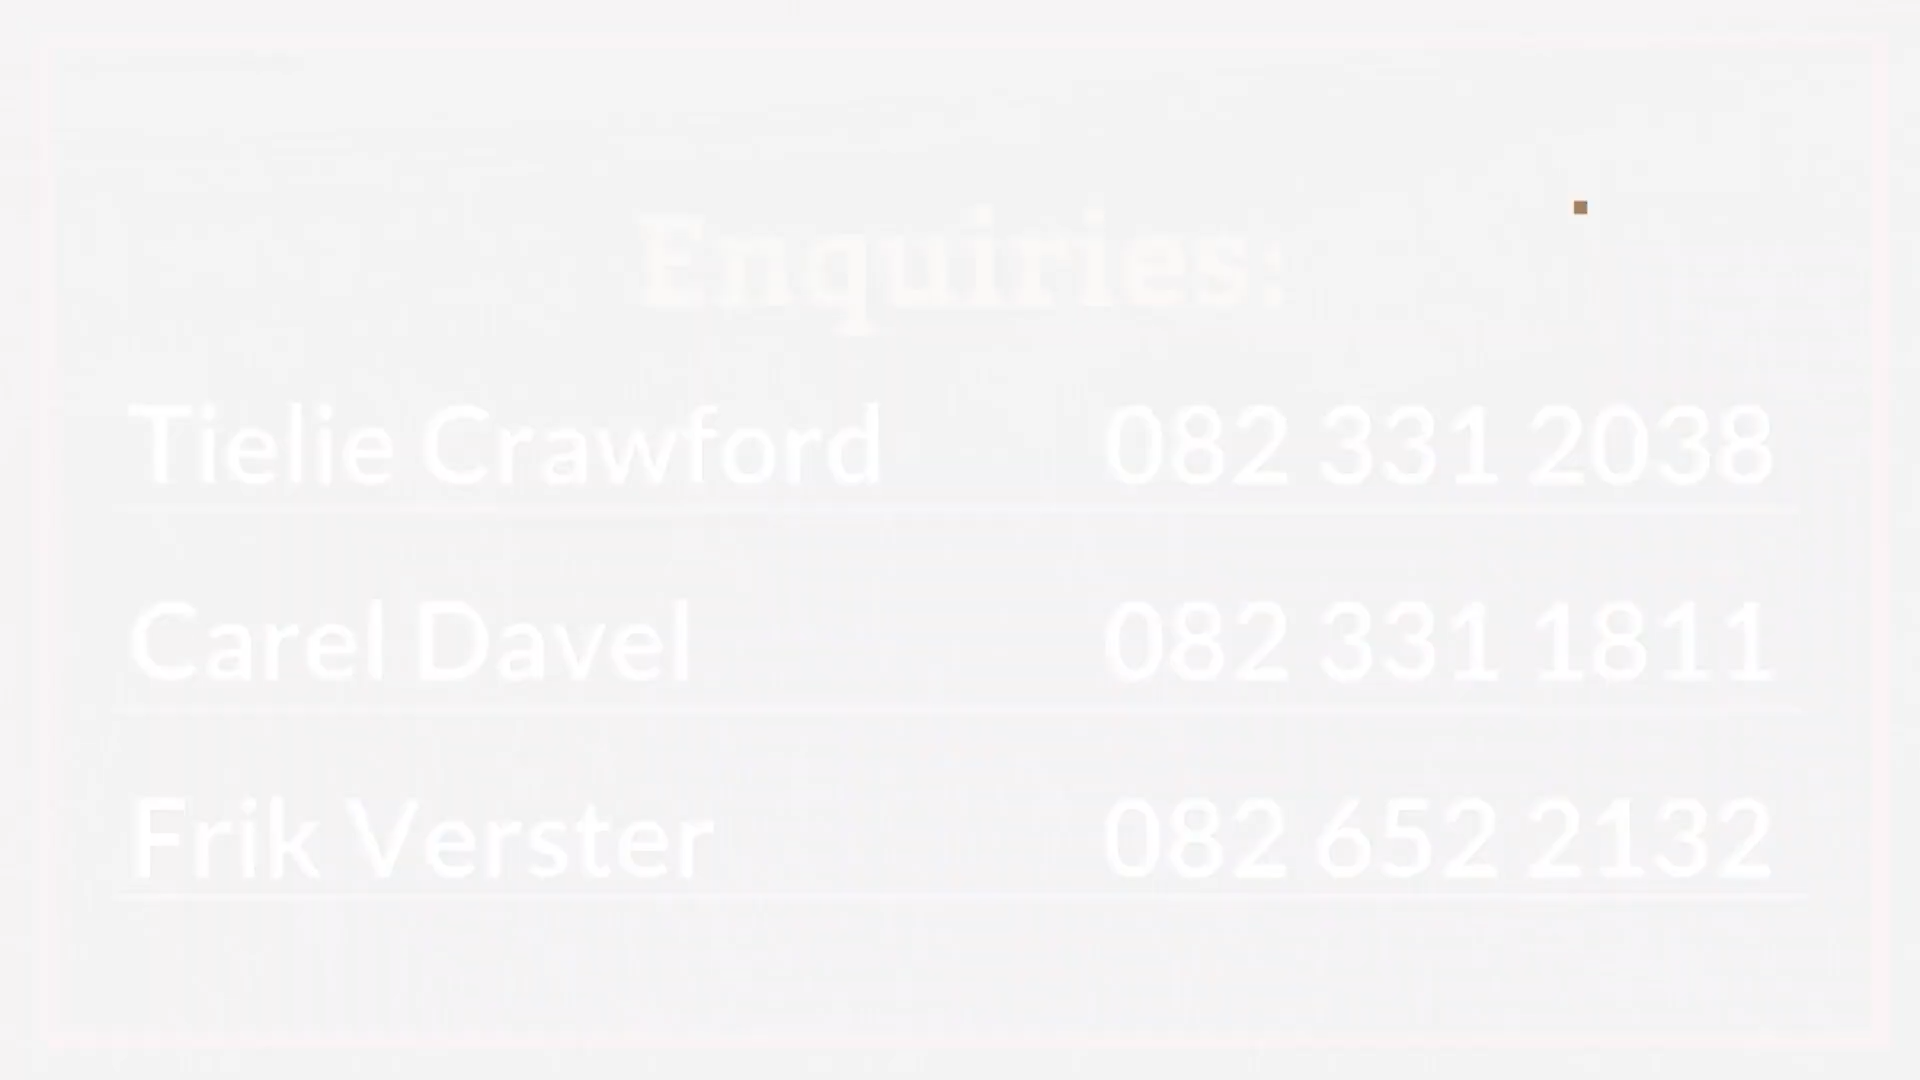 Enquiries:
Tielie Crawford 082 331 2038
Carel Davel 082 331 1811
Frik Verster 082 652 2132